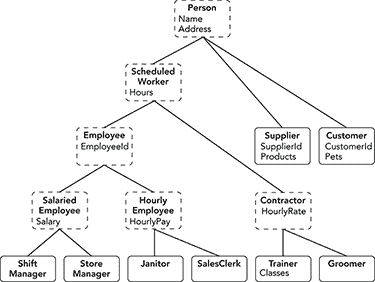 Person
Name
Address
Scheduled
Worker
Hours
Employee
EmployeeId
Supplier
SupplierId
Products
Customer
CustomerId
Pets
Salaried
Employee
Salary
Hourly
Employee
HourlyPay
Contractor
HourlyRate
Shift
Manager
Store
Manager
Janitor
SalesClerk
Trainer
Classes
Groomer